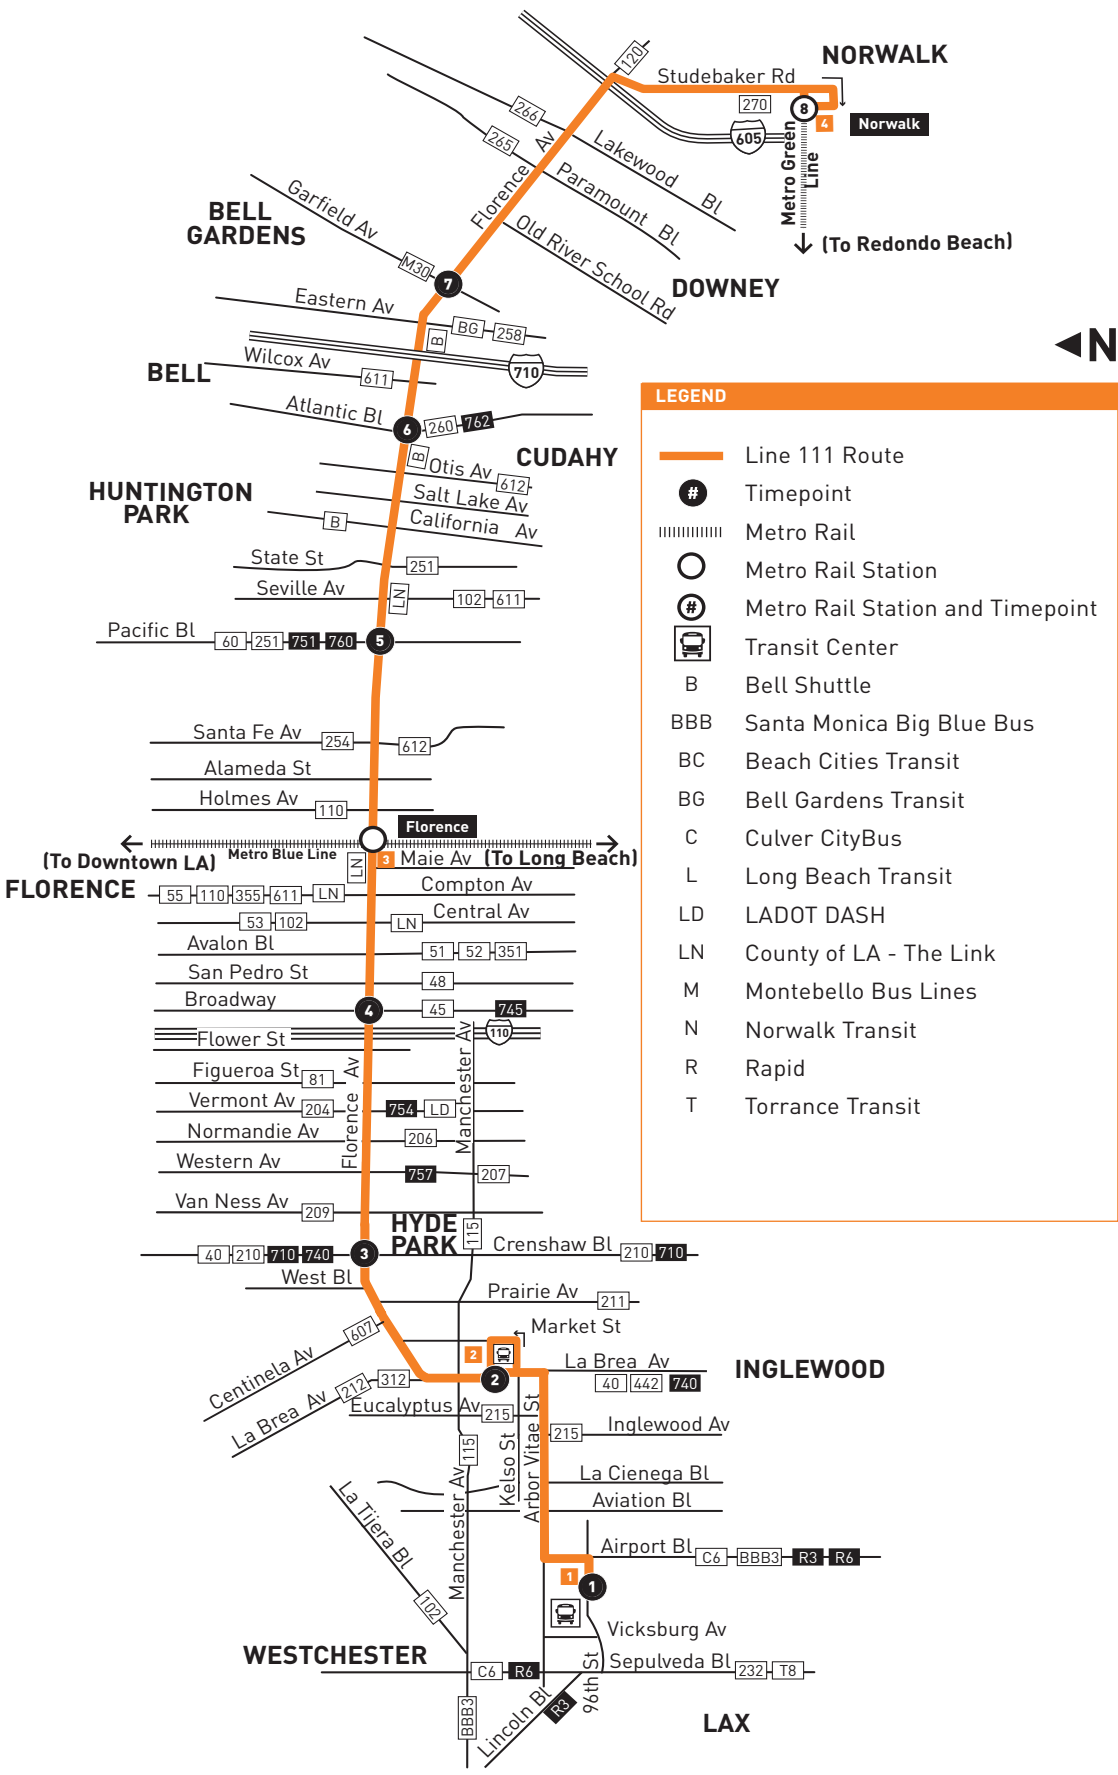 NORWALK
120
Studebaker Rd
270
8
4
Norwalk
605
266
Lakewood Bl
265
Paramount Bl
Florence Av
Metro Green
Line
(To Redondo Beach)
Garfield Av
BELL
GARDENS
Old River School Rd
DOWNEY
M30
7
Eastern Av
BG
258
B
N
Wilcox Av
710
BELL
611
Atlantic Bl
6
260
762
B
Otis Av
612
CUDAHY
HUNTINGTON
PARK
Salt Lake Av
B
California Av
State St
251
Seville Av
LN
102
611
Pacific Bl
60
251
751
760
5
Santa Fe Av
254
612
Alameda St
Holmes Av
110
Florence
(To Downtown LA)
Metro Blue Line
LN
3
Maie Av
(To Long Beach)
FLORENCE
55
110
355
611
LN
Compton Av
53
102
LN
Central Av
Avalon Bl
51
52
351
San Pedro St
48
Broadway
4
45
745
Flower St
110
Figueroa St
81
Florence Av
Manchester Av
Vermont Av
204
754
LD
Normandie Av
206
Western Av
757
207
Van Ness Av
209
HYDE
PARK
115
40
210
710
740
3
Crenshaw Bl
210
710
West Bl
Prairie Av
211
Centinela Av
607
Market St
2
La Brea Av
INGLEWOOD
40
442
740
La Brea Av
212
312
2
Eucalyptus Av
215
215
Inglewood Av
115
Kelso St
Arbor Vitae St
La Cienega Bl
Aviation Bl
La Tijera Bl
Manchester Av
102
Airport Bl
C6
BBB3
R3
R6
1
1
Vicksburg Av
WESTCHESTER
C6
R6
Sepulveda Bl
232
T8
96th St
BBB3
Lincoln Bl
R3
LAX
LEGEND
Line 111 Route
# Timepoint
Metro Rail
Metro Rail Station
# Metro Rail Station and Timepoint
Transit Center
B Bell Shuttle
BBB Santa Monica Big Blue Bus
BC Beach Cities Transit
BG Bell Gardens Transit
C Culver CityBus
L Long Beach Transit
LD LADOT DASH
LN County of LA - The Link
M Montebello Bus Lines
N Norwalk Transit
R Rapid
T Torrance Transit